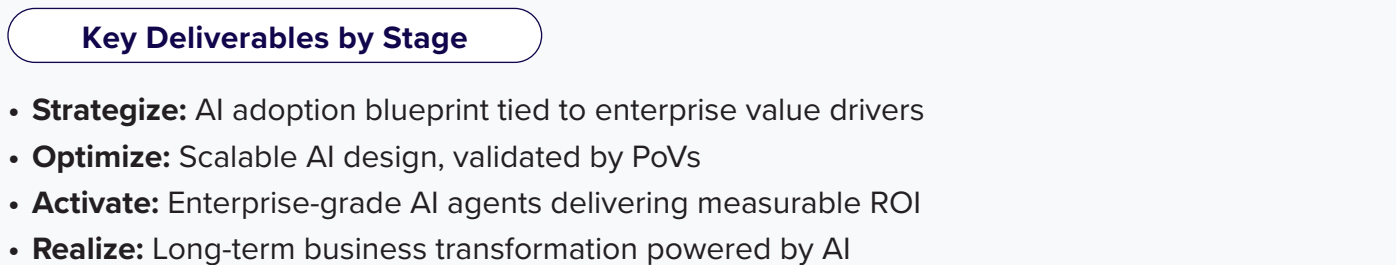 Key Deliverables by Stage
• Strategize: AI adoption blueprint tied to enterprise value drivers
• Optimize: Scalable AI design, validated by PoVs
• Activate: Enterprise-grade AI agents delivering measurable ROI
• Realize: Long-term business transformation powered by AI